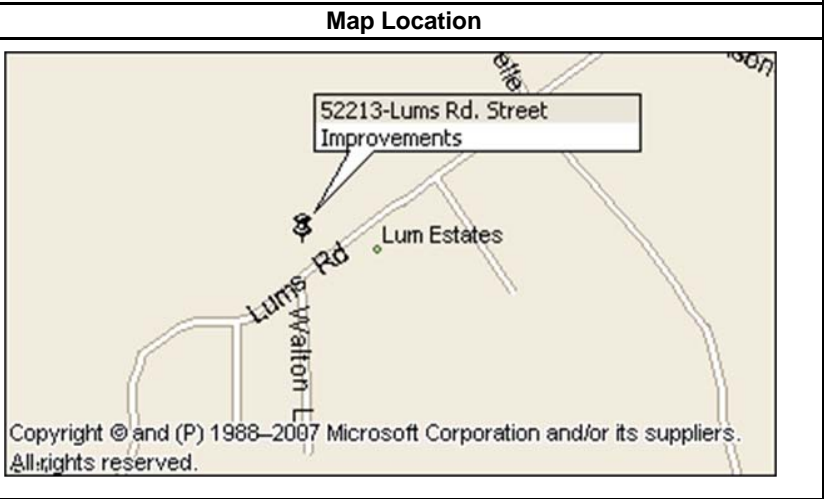 Map Location
52213-Lums Rd. Street
Improvements
Lum Estates
Lums Rd
Walton L
Copyright © and (P) 1988–2007 Microsoft Corporation and/or its suppliers.
All rights reserved.